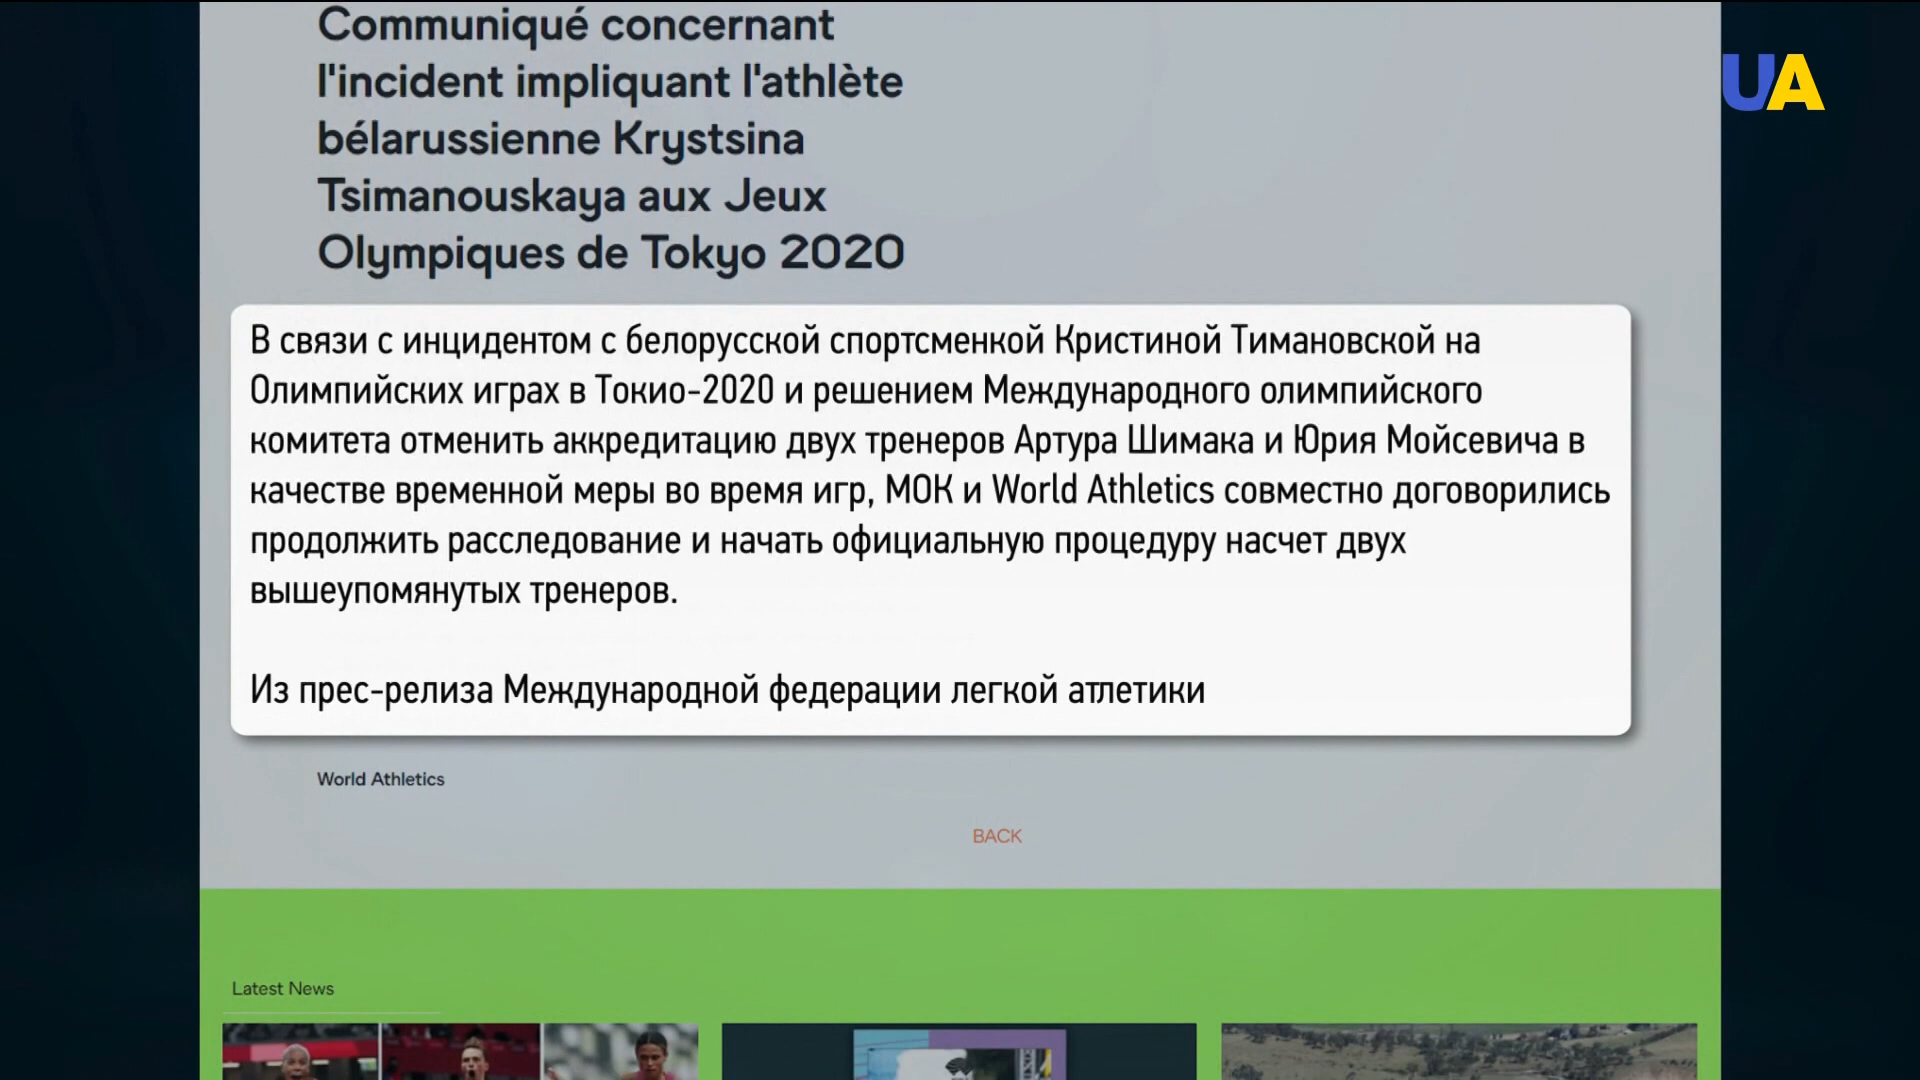 Communiqué concernant
l'incident impliquant l'athlète
bélarussienne Krystsina
Tsimanouskaya aux Jeux
Olympiques de Tokyo 2020
UA
В связи с инцидентом с белорусской спортсменкой Кристиной Тимановской на
Олимпийских играх в Токио-2020 и решением Международного олимпийского
комитета отменить аккредитацию двух тренеров Артура Шимака и Юрия Мойсевича в
качестве временной меры во время игр, МОК и World Athletics совместно договорились
продолжить расследование и начать официальную процедуру насчет двух
вышеупомянутых тренеров.
Из прес-релиза Международной федерации легкой атлетики
World Athletics
BACK
Latest News